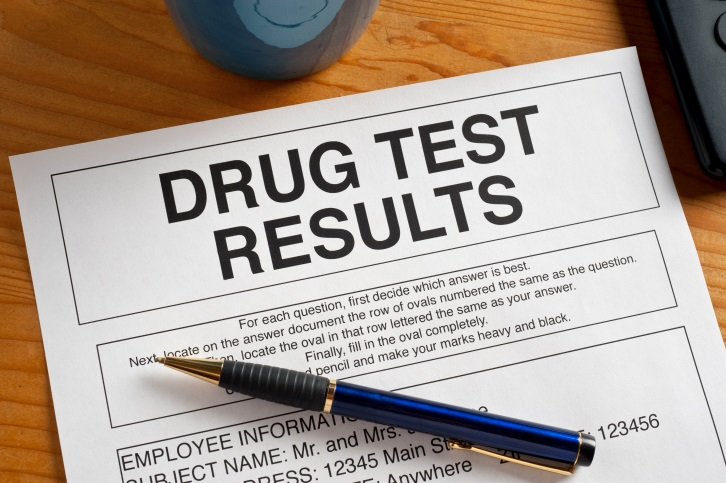 DRUG TEST
RESULTS
For each question, first decide which answer is best.
Next, locate on the answer document the row of ovals numbered the same as the question.
locate the oval in that row lettered the same as your answer.
Finally, fill in the oval completely.
pencil and make your marks heavy and black.
EMPLOYEE
SUBJECT NAME: Mr. and Mrs.
12345 Main
123456
Anywhere